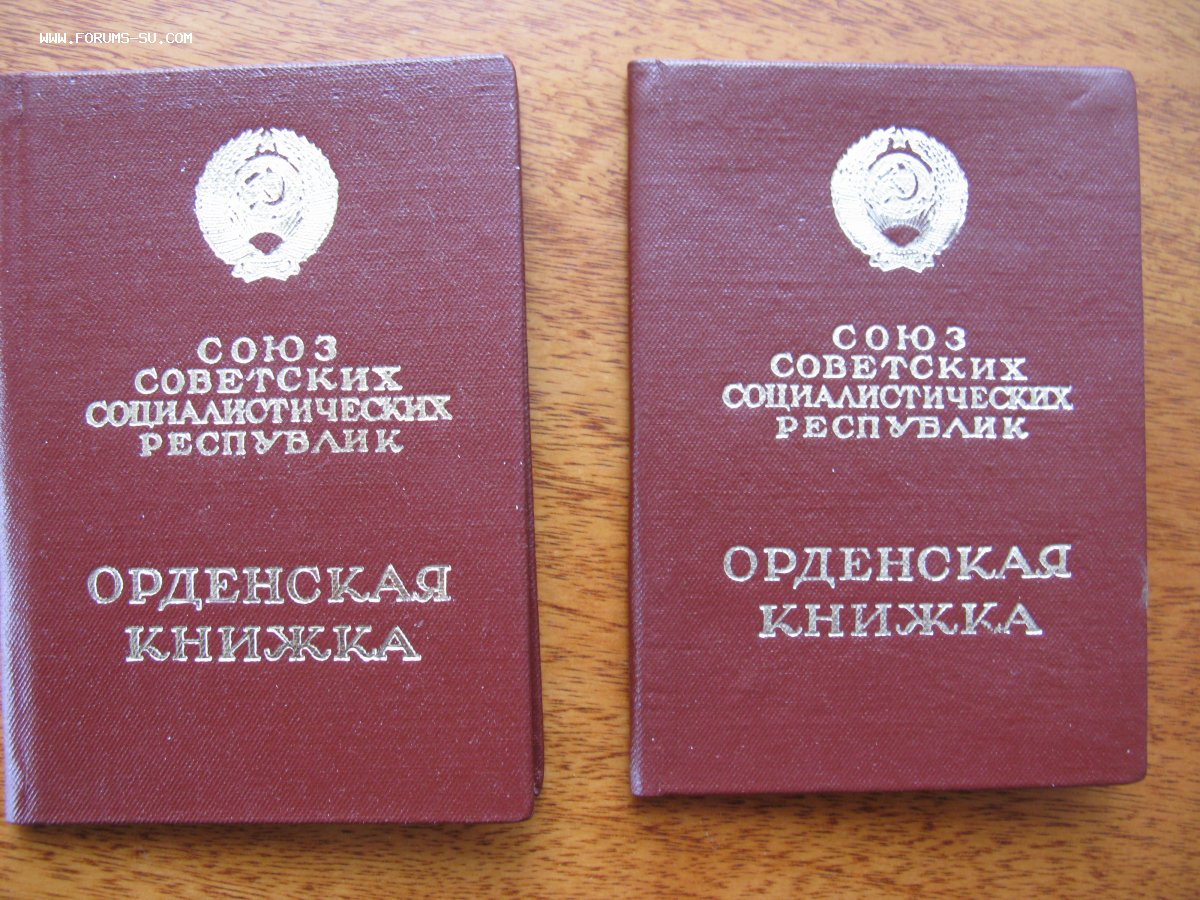 WWW.FORUMS-SU.COM
СОЮЗ
СОВЕТСКИХ
СОЦИАЛИСТИЧЕСКИХ
РЕСПУБЛИК
ОРДЕНСКАЯ
КНИЖКА
СОЮЗ
СОВЕТСКИХ
СОЦИАЛИСТИЧЕСКИХ
РЕСПУБЛИК
ОРДЕНСКАЯ
КНИЖКА